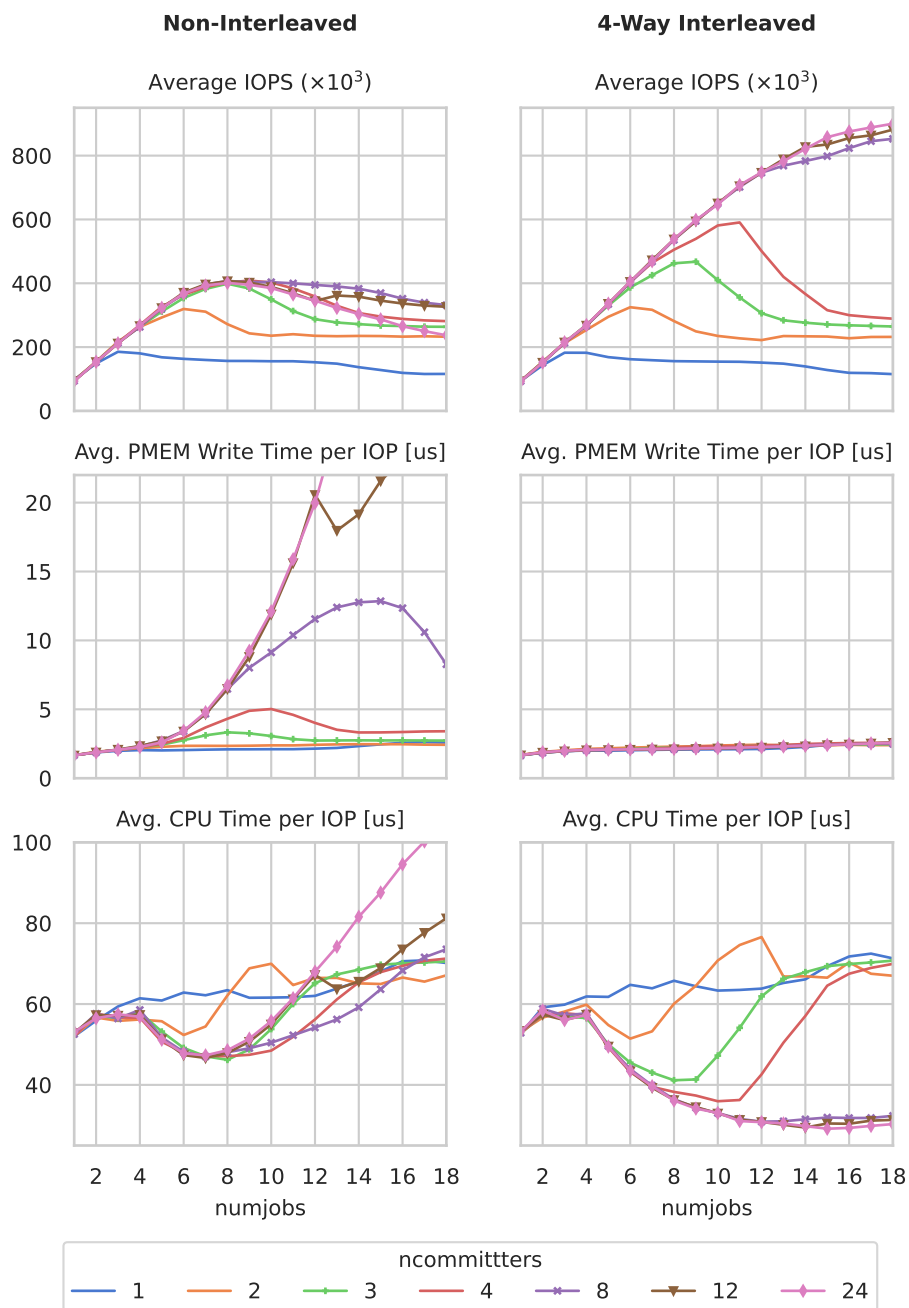 Non-Interleaved 4-Way Interleaved
Average IOPS (×10³) Average IOPS (×10³)
800
600
400
200
0
Avg. PMEM Write Time per IOP [us] Avg. PMEM Write Time per IOP [us]
20
15
10
5
0
Avg. CPU Time per IOP [us] Avg. CPU Time per IOP [us]
100
80
60
40
2 4 6 8 10 12 14 16 18 2 4 6 8 10 12 14 16 18
numjobs numjobs
ncommittters
1 2 3 4 8 12 24